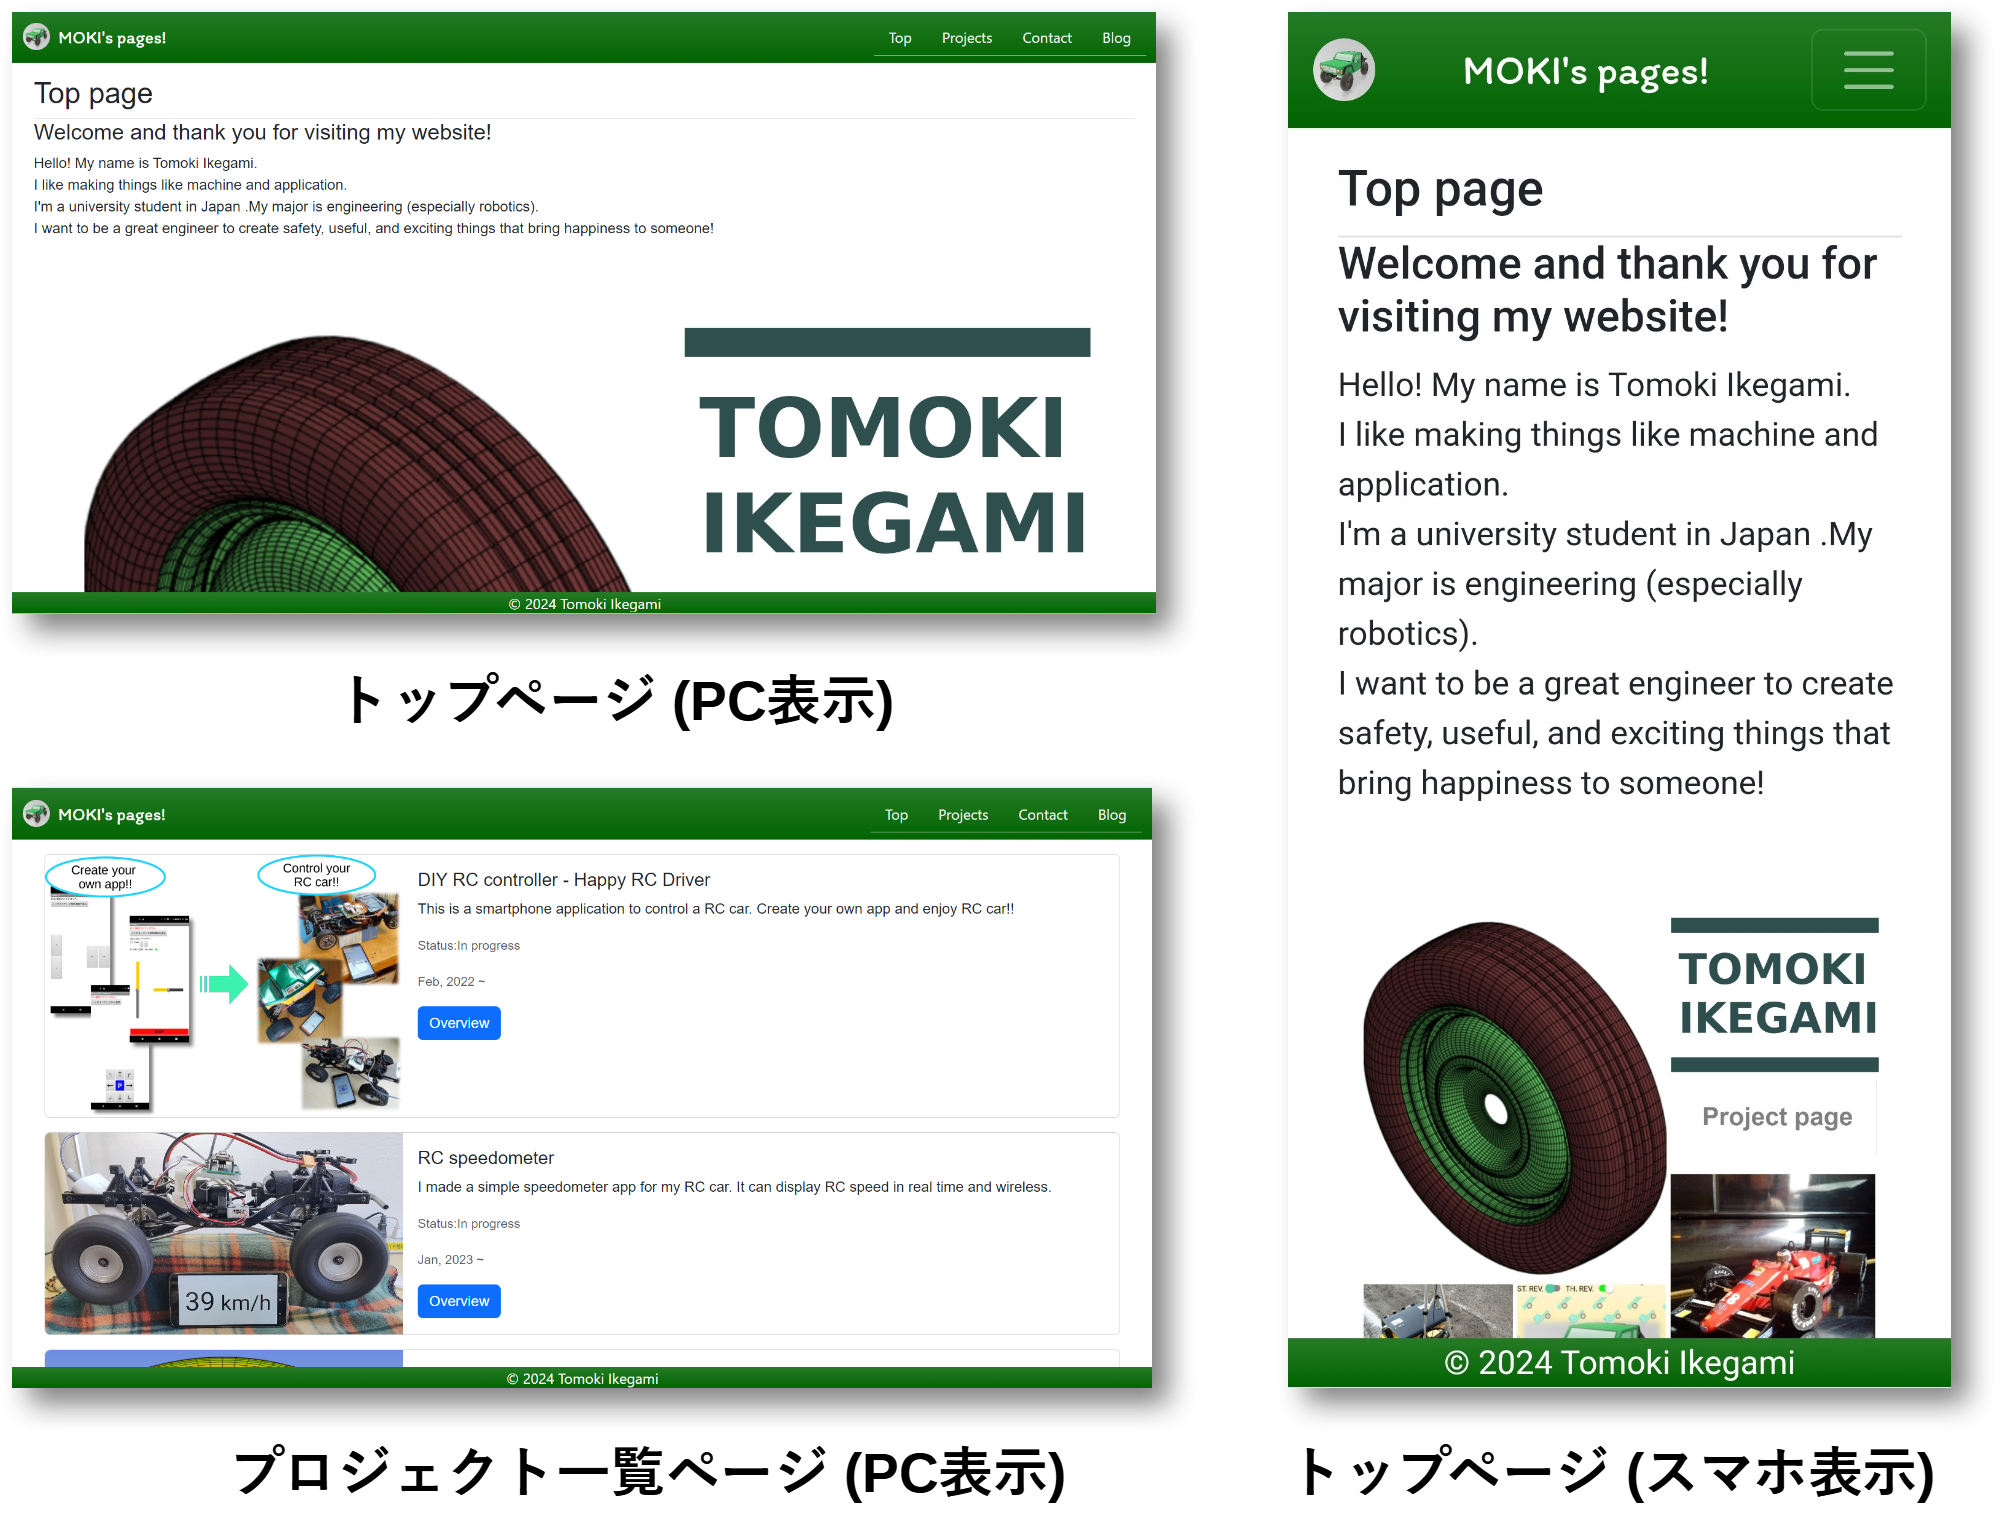 MOKI's pages!
Top Projects Contact Blog
Top page
Welcome and thank you for visiting my website!
Hello! My name is Tomoki Ikegami.
I like making things like machine and application.
I'm a university student in Japan .My major is engineering (especially robotics).
I want to be a great engineer to create safety, useful, and exciting things that bring happiness to someone!
TOMOKI
IKEGAMI
© 2024 Tomoki Ikegami
トップページ (PC表示)
MOKI's pages!
Top Projects Contact Blog
Create your
own app!!
Control your
RC car!!
P
DIY RC controller - Happy RC Driver
This is a smartphone application to control a RC car. Create your own app and enjoy RC car!!
Status:In progress
Feb, 2022 ~
Overview
39 km/h
RC speedometer
I made a simple speedometer app for my RC car. It can display RC speed in real time and wireless.
Status:In progress
Jan, 2023 ~
Overview
© 2024 Tomoki Ikegami
プロジェクト一覧ページ (PC表示)
MOKI's pages!
Top page
Welcome and thank you for
visiting my website!
Hello! My name is Tomoki Ikegami.
I like making things like machine and
application.
I'm a university student in Japan .My
major is engineering (especially
robotics).
I want to be a great engineer to create
safety, useful, and exciting things that
bring happiness to someone!
TOMOKI
IKEGAMI
Project page
ST. REV. TH. REV.
© 2024 Tomoki Ikegami
トップページ (スマホ表示)